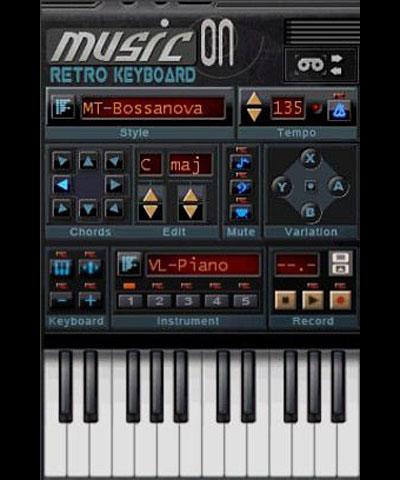 music ON
RETRO KEYBOARD
MT-Bossanova
135
Style
Tempo
C maj
X
Y A
B
Chords
Edit
Mute
Variation
VL-Piano
--.-
1 2 3 4 5
- +
Keyboard
Instrument
Record